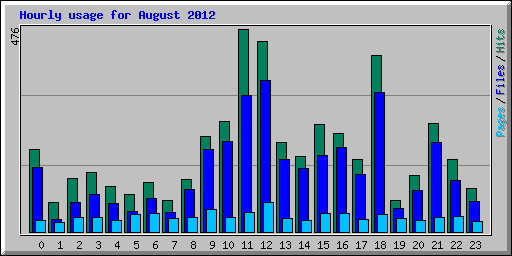 Hourly usage for August 2012
476
Pages / Files / Hits
0 1 2 3 4 5 6 7 8 9 10 11 12 13 14 15 16 17 18 19 20 21 22 23